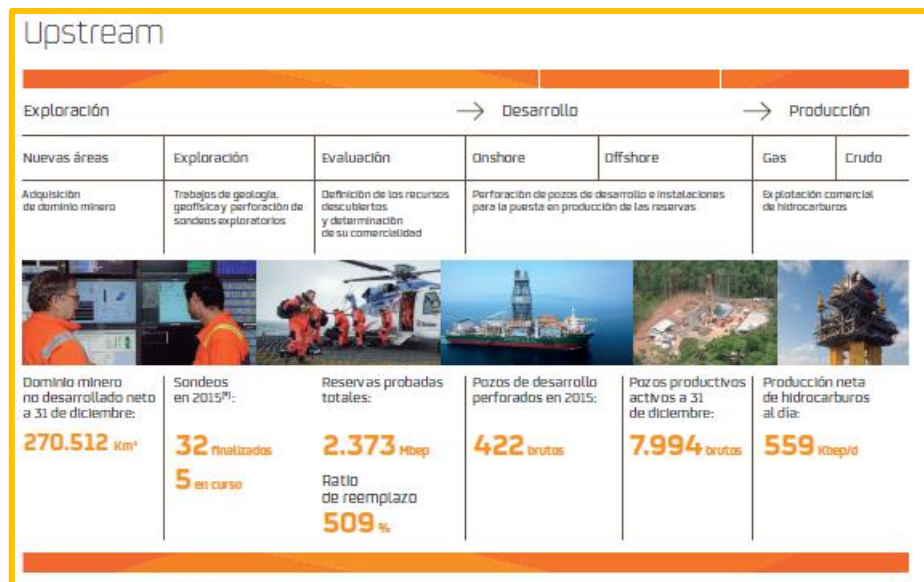 Upstream
Exploración → Desarrollo → Producción
Nuevas áreas
Exploración
Evaluación
Onshore
Offshore
Gas
Crudo
Adquisición
de dominio minero
Trabajos de geología,
geofísica y perforación de
sondeos exploratorios
Definición de los recursos
descubiertos
y determinación
de su comercialidad
Perforación de pozos de desarrollo e instalaciones
para la puesta en producción de las reservas
Explotación comercial
de hidrocarburos
Dominio minero
no desarrollado neto
a 31 de diciembre:
270.512 Km²
Sondeos
en 2015(*):
32 finalizados
5 en curso
Reservas probadas
totales:
2.373 Mbep
Ratio
de reemplazo
509 %
Pozos de desarrollo
perforados en 2015:
422 brutos
Pozos productivos
activos a 31
de diciembre:
7.994 brutos
Producción neta
de hidrocarburos
al día:
559 Kbep/d